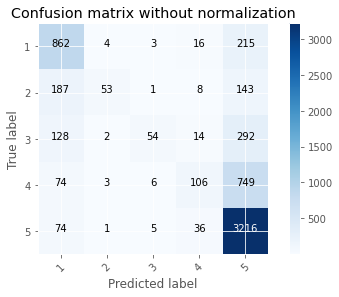 Confusion matrix without normalization
1 862 4 3 16 215
2 187 53 1 8 143
3 128 2 54 14 292
4 74 3 6 106 749
5 74 1 5 36 3216
1 2 3 4 5
True label
Predicted label
3000
2500
2000
1500
1000
500